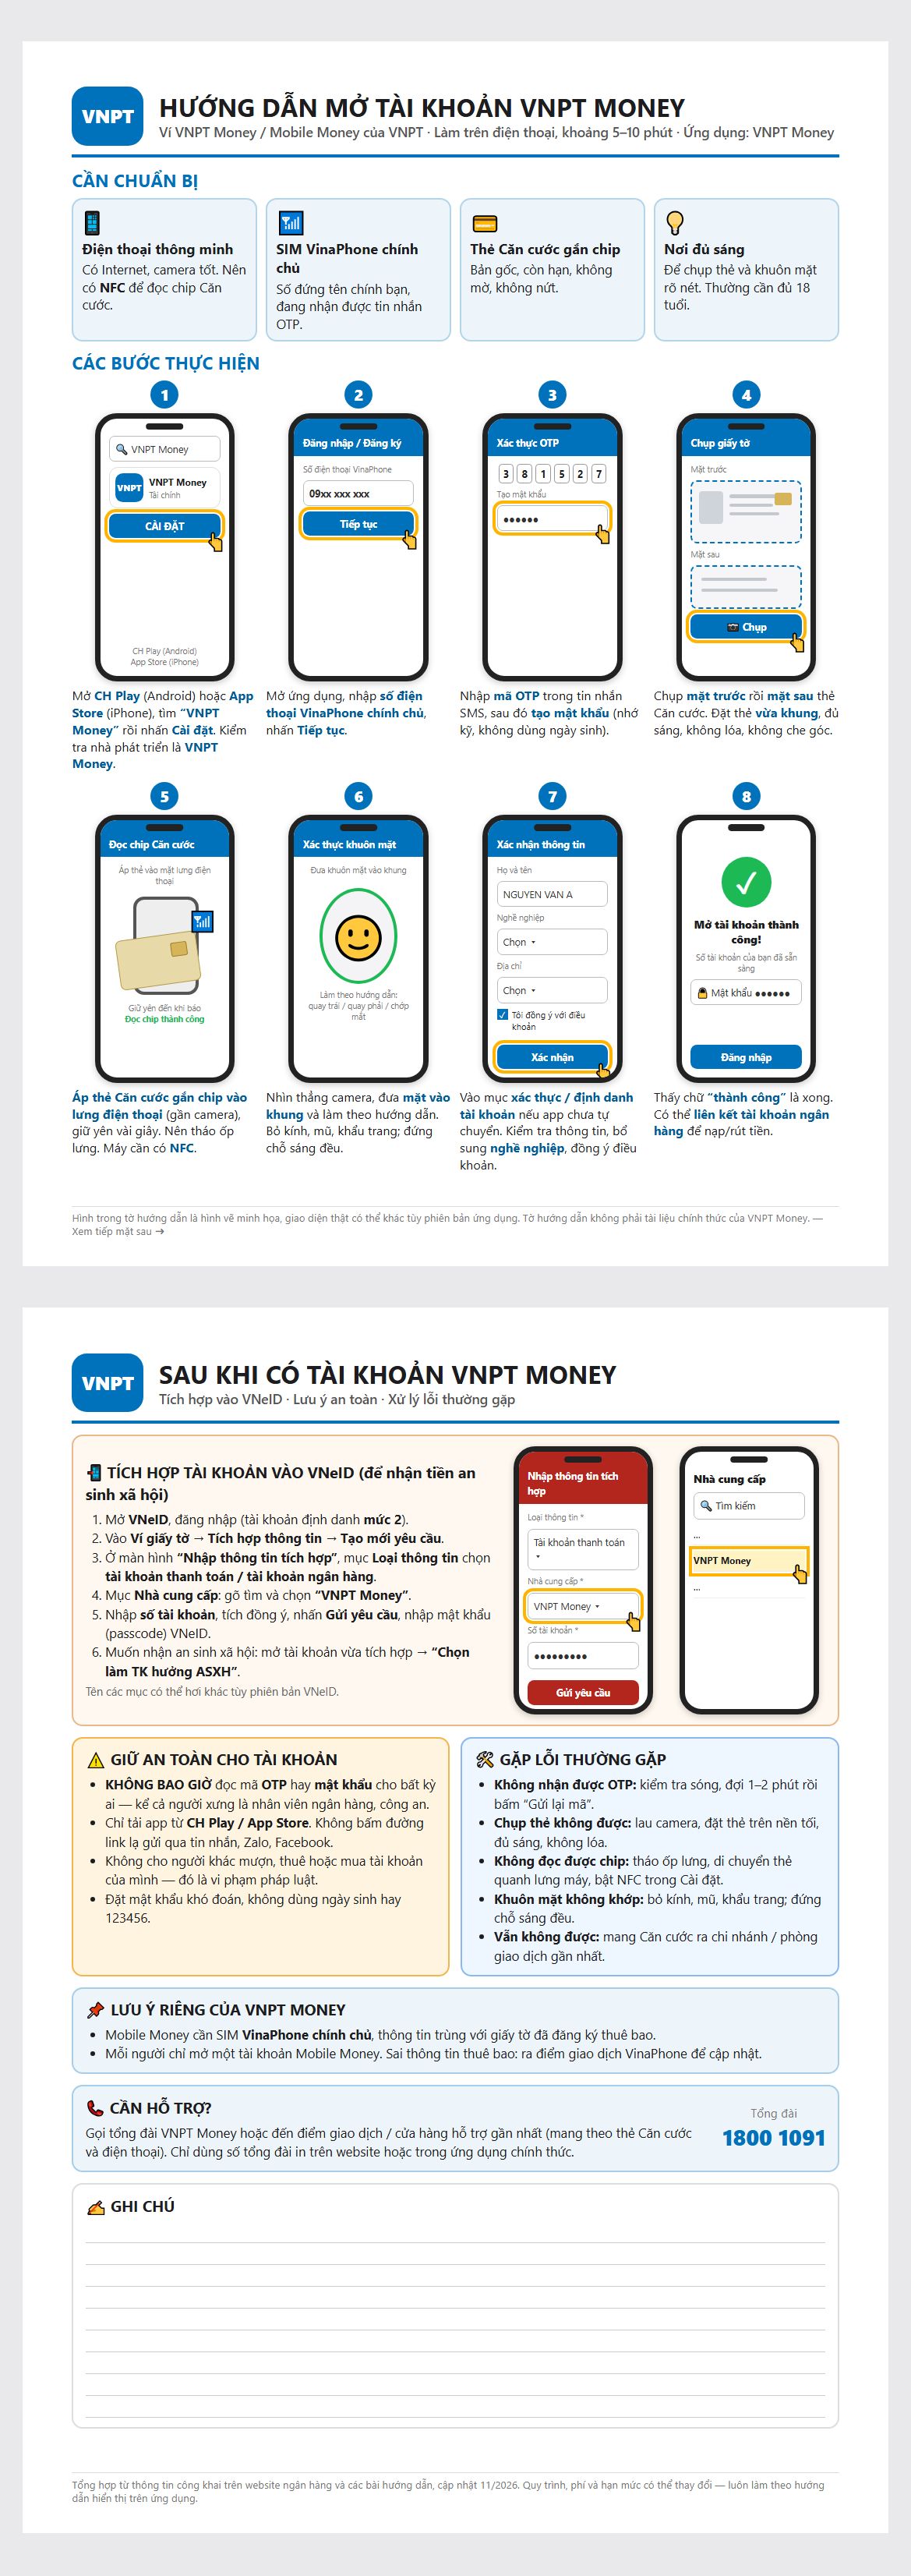 VNPT
HƯỚNG DẪN MỞ TÀI KHOẢN VNPT MONEY
Ví VNPT Money / Mobile Money của VNPT · Làm trên điện thoại, khoảng 5–10 phút · Ứng dụng: VNPT Money
CẦN CHUẨN BỊ
Điện thoại thông minh
Có Internet, camera tốt. Nên
có NFC để đọc chip Căn
cước.
SIM VinaPhone chính
chủ
Số đứng tên chính bạn,
đang nhận được tin nhắn
OTP.
Thẻ Căn cước gắn chip
Bản gốc, còn hạn, không
mờ, không nứt.
Nơi đủ sáng
Để chụp thẻ và khuôn mặt
rõ nét. Thường cần đủ 18
tuổi.
CÁC BƯỚC THỰC HIỆN
1
VNPT Money
VNPT
VNPT Money
Tài chính
CÀI ĐẶT
CH Play (Android)
App Store (iPhone)
Mở CH Play (Android) hoặc App
Store (iPhone), tìm “VNPT
Money” rồi nhấn Cài đặt. Kiểm
tra nhà phát triển là VNPT
Money.
2
Đăng nhập / Đăng ký
Số điện thoại VinaPhone
09xx xxx xxx
Tiếp tục
Mở ứng dụng, nhập số điện
thoại VinaPhone chính chủ,
nhấn Tiếp tục.
3
Xác thực OTP
3 8 1 5 2 7
Tạo mật khẩu
●●●●●●
Nhập mã OTP trong tin nhắn
SMS, sau đó tạo mật khẩu (nhớ
kỹ, không dùng ngày sinh).
4
Chụp giấy tờ
Mặt trước
Mặt sau
Chụp
Chụp mặt trước rồi mặt sau thẻ
Căn cước. Đặt thẻ vừa khung, đủ
sáng, không lóa, không che góc.
5
Đọc chip Căn cước
Áp thẻ vào mặt lưng điện
thoại
Giữ yên đến khi báo
Đọc chip thành công
Áp thẻ Căn cước gắn chip vào
lưng điện thoại (gần camera),
giữ yên vài giây. Nên tháo ốp
lưng. Máy cần có NFC.
6
Xác thực khuôn mặt
Đưa khuôn mặt vào khung
Làm theo hướng dẫn:
quay trái / quay phải / chớp
mắt
Nhìn thẳng camera, đưa mặt vào
khung và làm theo hướng dẫn.
Bỏ kính, mũ, khẩu trang; đứng
chỗ sáng đều.
7
Xác nhận thông tin
Họ và tên
NGUYEN VAN A
Nghề nghiệp
Chọn ▾
Địa chỉ
Chọn ▾
Tôi đồng ý với điều
khoản
Xác nhận
Vào mục xác thực / định danh
tài khoản nếu app chưa tự
chuyển. Kiểm tra thông tin, bổ
sung nghề nghiệp, đồng ý điều
khoản.
8
Mở tài khoản thành
công!
Số tài khoản của bạn đã sẵn
sàng
Mật khẩu ●●●●●●
Đăng nhập
Thấy chữ “thành công” là xong.
Có thể liên kết tài khoản ngân
hàng để nạp/rút tiền.
Hình trong tờ hướng dẫn là hình vẽ minh họa, giao diện thật có thể khác tùy phiên bản ứng dụng. Tờ hướng dẫn không phải tài liệu chính thức của VNPT Money. —
Xem tiếp mặt sau →
VNPT
SAU KHI CÓ TÀI KHOẢN VNPT MONEY
Tích hợp vào VNeID · Lưu ý an toàn · Xử lý lỗi thường gặp
TÍCH HỢP TÀI KHOẢN VÀO VNeID (để nhận tiền an
sinh xã hội)
1. Mở VNeID, đăng nhập (tài khoản định danh mức 2).
2. Vào Ví giấy tờ → Tích hợp thông tin → Tạo mới yêu cầu.
3. Ở màn hình “Nhập thông tin tích hợp”, mục Loại thông tin chọn
tài khoản thanh toán / tài khoản ngân hàng.
4. Mục Nhà cung cấp: gõ tìm và chọn “VNPT Money”.
5. Nhập số tài khoản, tích đồng ý, nhấn Gửi yêu cầu, nhập mật khẩu
(passcode) VNeID.
6. Muốn nhận an sinh xã hội: mở tài khoản vừa tích hợp → “Chọn
làm TK hưởng ASXH”.
Tên các mục có thể hơi khác tùy phiên bản VNeID.
Nhập thông tin tích
hợp
Loại thông tin *
Tài khoản thanh toán
▾
Nhà cung cấp *
VNPT Money ▾
Số tài khoản *
●●●●●●●●●
Gửi yêu cầu
Nhà cung cấp
Tìm kiếm
...
VNPT Money
...
GIỮ AN TOÀN CHO TÀI KHOẢN
• KHÔNG BAO GIỜ đọc mã OTP hay mật khẩu cho bất kỳ
ai — kể cả người xưng là nhân viên ngân hàng, công an.
• Chỉ tải app từ CH Play / App Store. Không bấm đường
link lạ gửi qua tin nhắn, Zalo, Facebook.
• Không cho người khác mượn, thuê hoặc mua tài khoản
của mình — đó là vi phạm pháp luật.
• Đặt mật khẩu khó đoán, không dùng ngày sinh hay
123456.
GẶP LỖI THƯỜNG GẶP
• Không nhận được OTP: kiểm tra sóng, đợi 1–2 phút rồi
bấm “Gửi lại mã”.
• Chụp thẻ không được: lau camera, đặt thẻ trên nền tối,
đủ sáng, không lóa.
• Không đọc được chip: tháo ốp lưng, di chuyển thẻ
quanh lưng máy, bật NFC trong Cài đặt.
• Khuôn mặt không khớp: bỏ kính, mũ, khẩu trang; đứng
chỗ sáng đều.
• Vẫn không được: mang Căn cước ra chi nhánh / phòng
giao dịch gần nhất.
LƯU Ý RIÊNG CỦA VNPT MONEY
• Mobile Money cần SIM VinaPhone chính chủ, thông tin trùng với giấy tờ đã đăng ký thuê bao.
• Mỗi người chỉ mở một tài khoản Mobile Money. Sai thông tin thuê bao: ra điểm giao dịch VinaPhone để cập nhật.
CẦN HỖ TRỢ?
Gọi tổng đài VNPT Money hoặc đến điểm giao dịch / cửa hàng hỗ trợ gần nhất (mang theo thẻ Căn cước
và điện thoại). Chỉ dùng số tổng đài in trên website hoặc trong ứng dụng chính thức.
Tổng đài
1800 1091
GHI CHÚ
Tổng hợp từ thông tin công khai trên website ngân hàng và các bài hướng dẫn, cập nhật 11/2026. Quy trình, phí và hạn mức có thể thay đổi — luôn làm theo hướng
dẫn hiển thị trên ứng dụng.